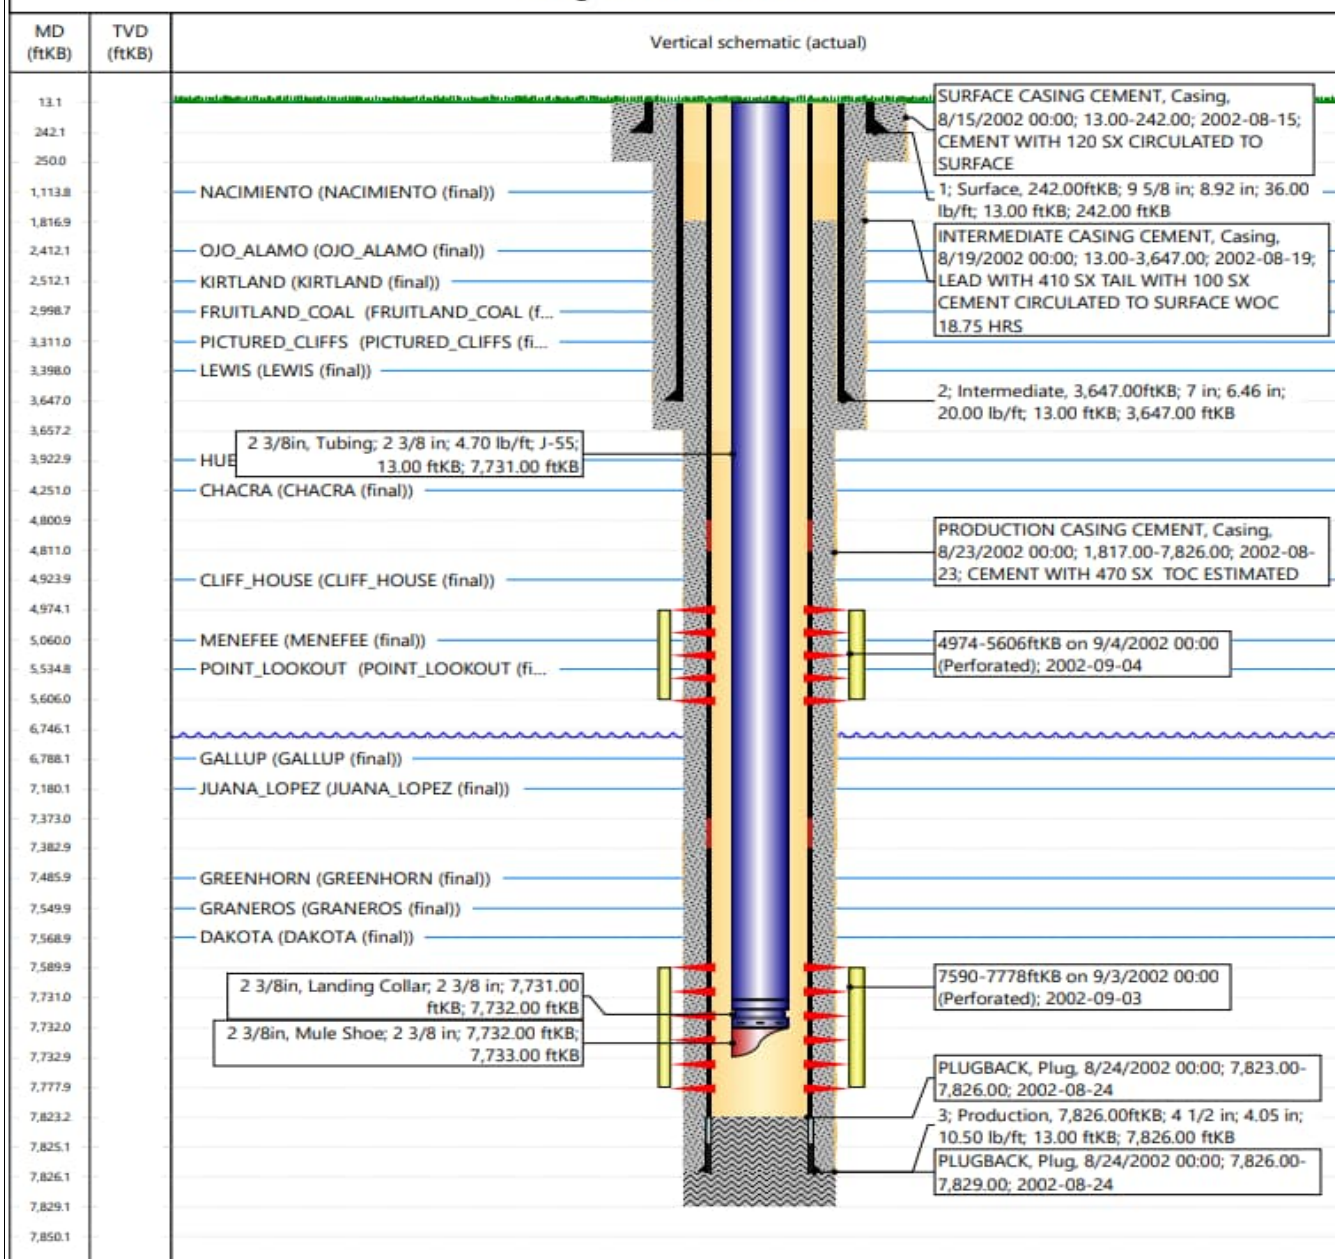 MD
(ftKB)
TVD
(ftKB)
Vertical schematic (actual)
13.1
242.1
250.0
1,113.8
1,816.9
2,412.1
2,512.1
2,998.7
3,311.0
3,398.0
3,647.0
3,657.2
3,922.9
4,251.0
4,800.9
4,811.0
4,923.9
4,974.1
5,060.0
5,534.8
5,606.0
6,746.1
6,788.1
7,180.1
7,373.0
7,382.9
7,485.9
7,549.9
7,568.9
7,589.9
7,731.0
7,732.0
7,732.9
7,777.9
7,823.2
7,825.1
7,826.1
7,829.1
7,850.1
NACIMIENTO (NACIMIENTO (final))
OJO_ALAMO (OJO_ALAMO (final))
KIRTLAND (KIRTLAND (final))
FRUITLAND_COAL (FRUITLAND_COAL (f...
PICTURED_CLIFFS (PICTURED_CLIFFS (fi...
LEWIS (LEWIS (final))
2 3/8in, Tubing; 2 3/8 in; 4.70 lb/ft; J-55;
13.00 ftKB; 7,731.00 ftKB
HUE
CHACRA (CHACRA (final))
CLIFF_HOUSE (CLIFF_HOUSE (final))
MENEFEE (MENEFEE (final))
POINT_LOOKOUT (POINT_LOOKOUT (fi...
GALLUP (GALLUP (final))
JUANA_LOPEZ (JUANA_LOPEZ (final))
GREENHORN (GREENHORN (final))
GRANEROS (GRANEROS (final))
DAKOTA (DAKOTA (final))
2 3/8in, Landing Collar; 2 3/8 in; 7,731.00
ftKB; 7,732.00 ftKB
2 3/8in, Mule Shoe; 2 3/8 in; 7,732.00 ftKB;
7,733.00 ftKB
SURFACE CASING CEMENT, Casing,
8/15/2002 00:00; 13.00-242.00; 2002-08-15;
CEMENT WITH 120 SX CIRCULATED TO
SURFACE
1; Surface, 242.00ftKB; 9 5/8 in; 8.92 in; 36.00
lb/ft; 13.00 ftKB; 242.00 ftKB
INTERMEDIATE CASING CEMENT, Casing,
8/19/2002 00:00; 13.00-3,647.00; 2002-08-19;
LEAD WITH 410 SX TAIL WITH 100 SX
CEMENT CIRCULATED TO SURFACE WOC
18.75 HRS
2; Intermediate, 3,647.00ftKB; 7 in; 6.46 in;
20.00 lb/ft; 13.00 ftKB; 3,647.00 ftKB
PRODUCTION CASING CEMENT, Casing,
8/23/2002 00:00; 1,817.00-7,826.00; 2002-08-
23; CEMENT WITH 470 SX TOC ESTIMATED
4974-5606ftKB on 9/4/2002 00:00
(Perforated); 2002-09-04
7590-7778ftKB on 9/3/2002 00:00
(Perforated); 2002-09-03
PLUGBACK, Plug, 8/24/2002 00:00; 7,823.00-
7,826.00; 2002-08-24
3; Production, 7,826.00ftKB; 4 1/2 in; 4.05 in;
10.50 lb/ft; 13.00 ftKB; 7,826.00 ftKB
PLUGBACK, Plug, 8/24/2002 00:00; 7,826.00-
7,829.00; 2002-08-24